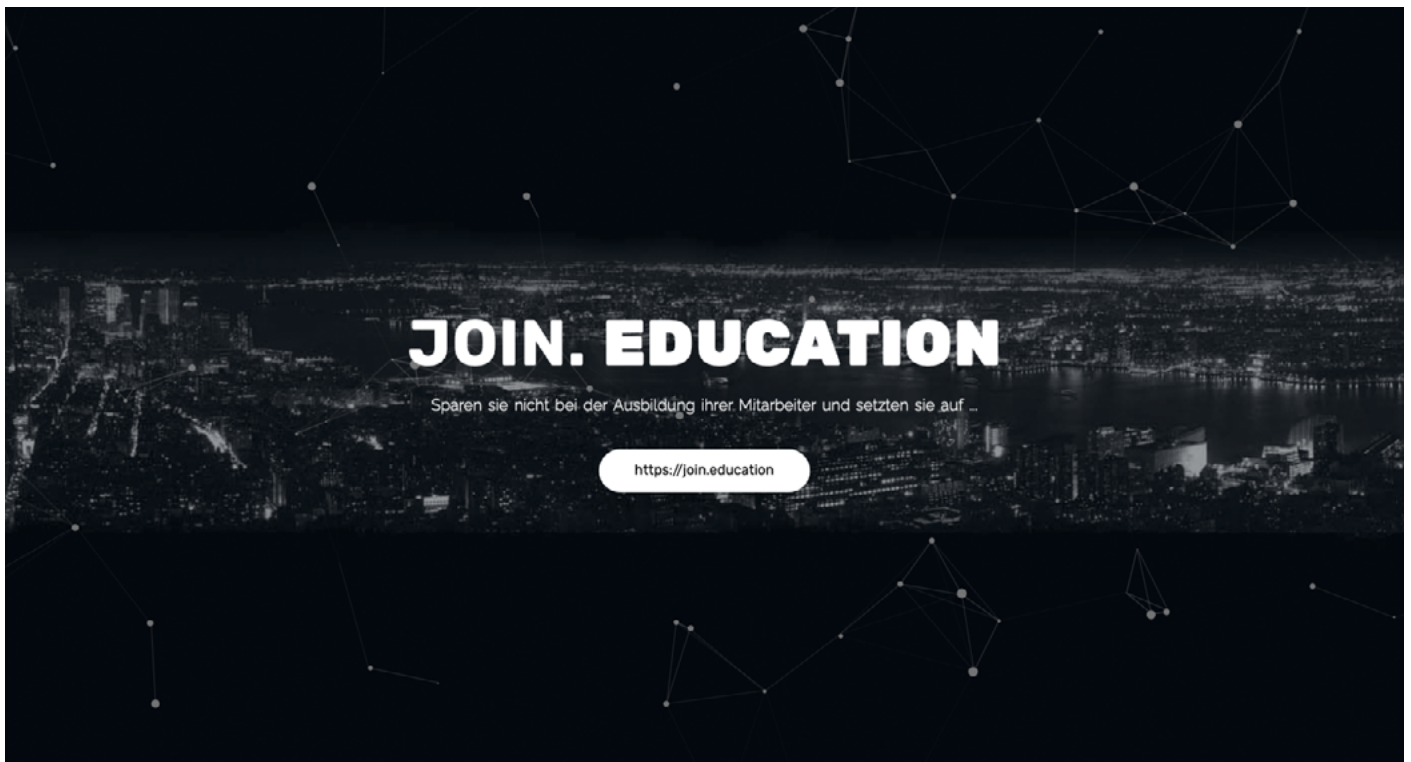 JOIN. EDUCATION
Sparen sie nicht bei der Ausbildung ihrer Mitarbeiter und setzten sie auf ...
https://join.education